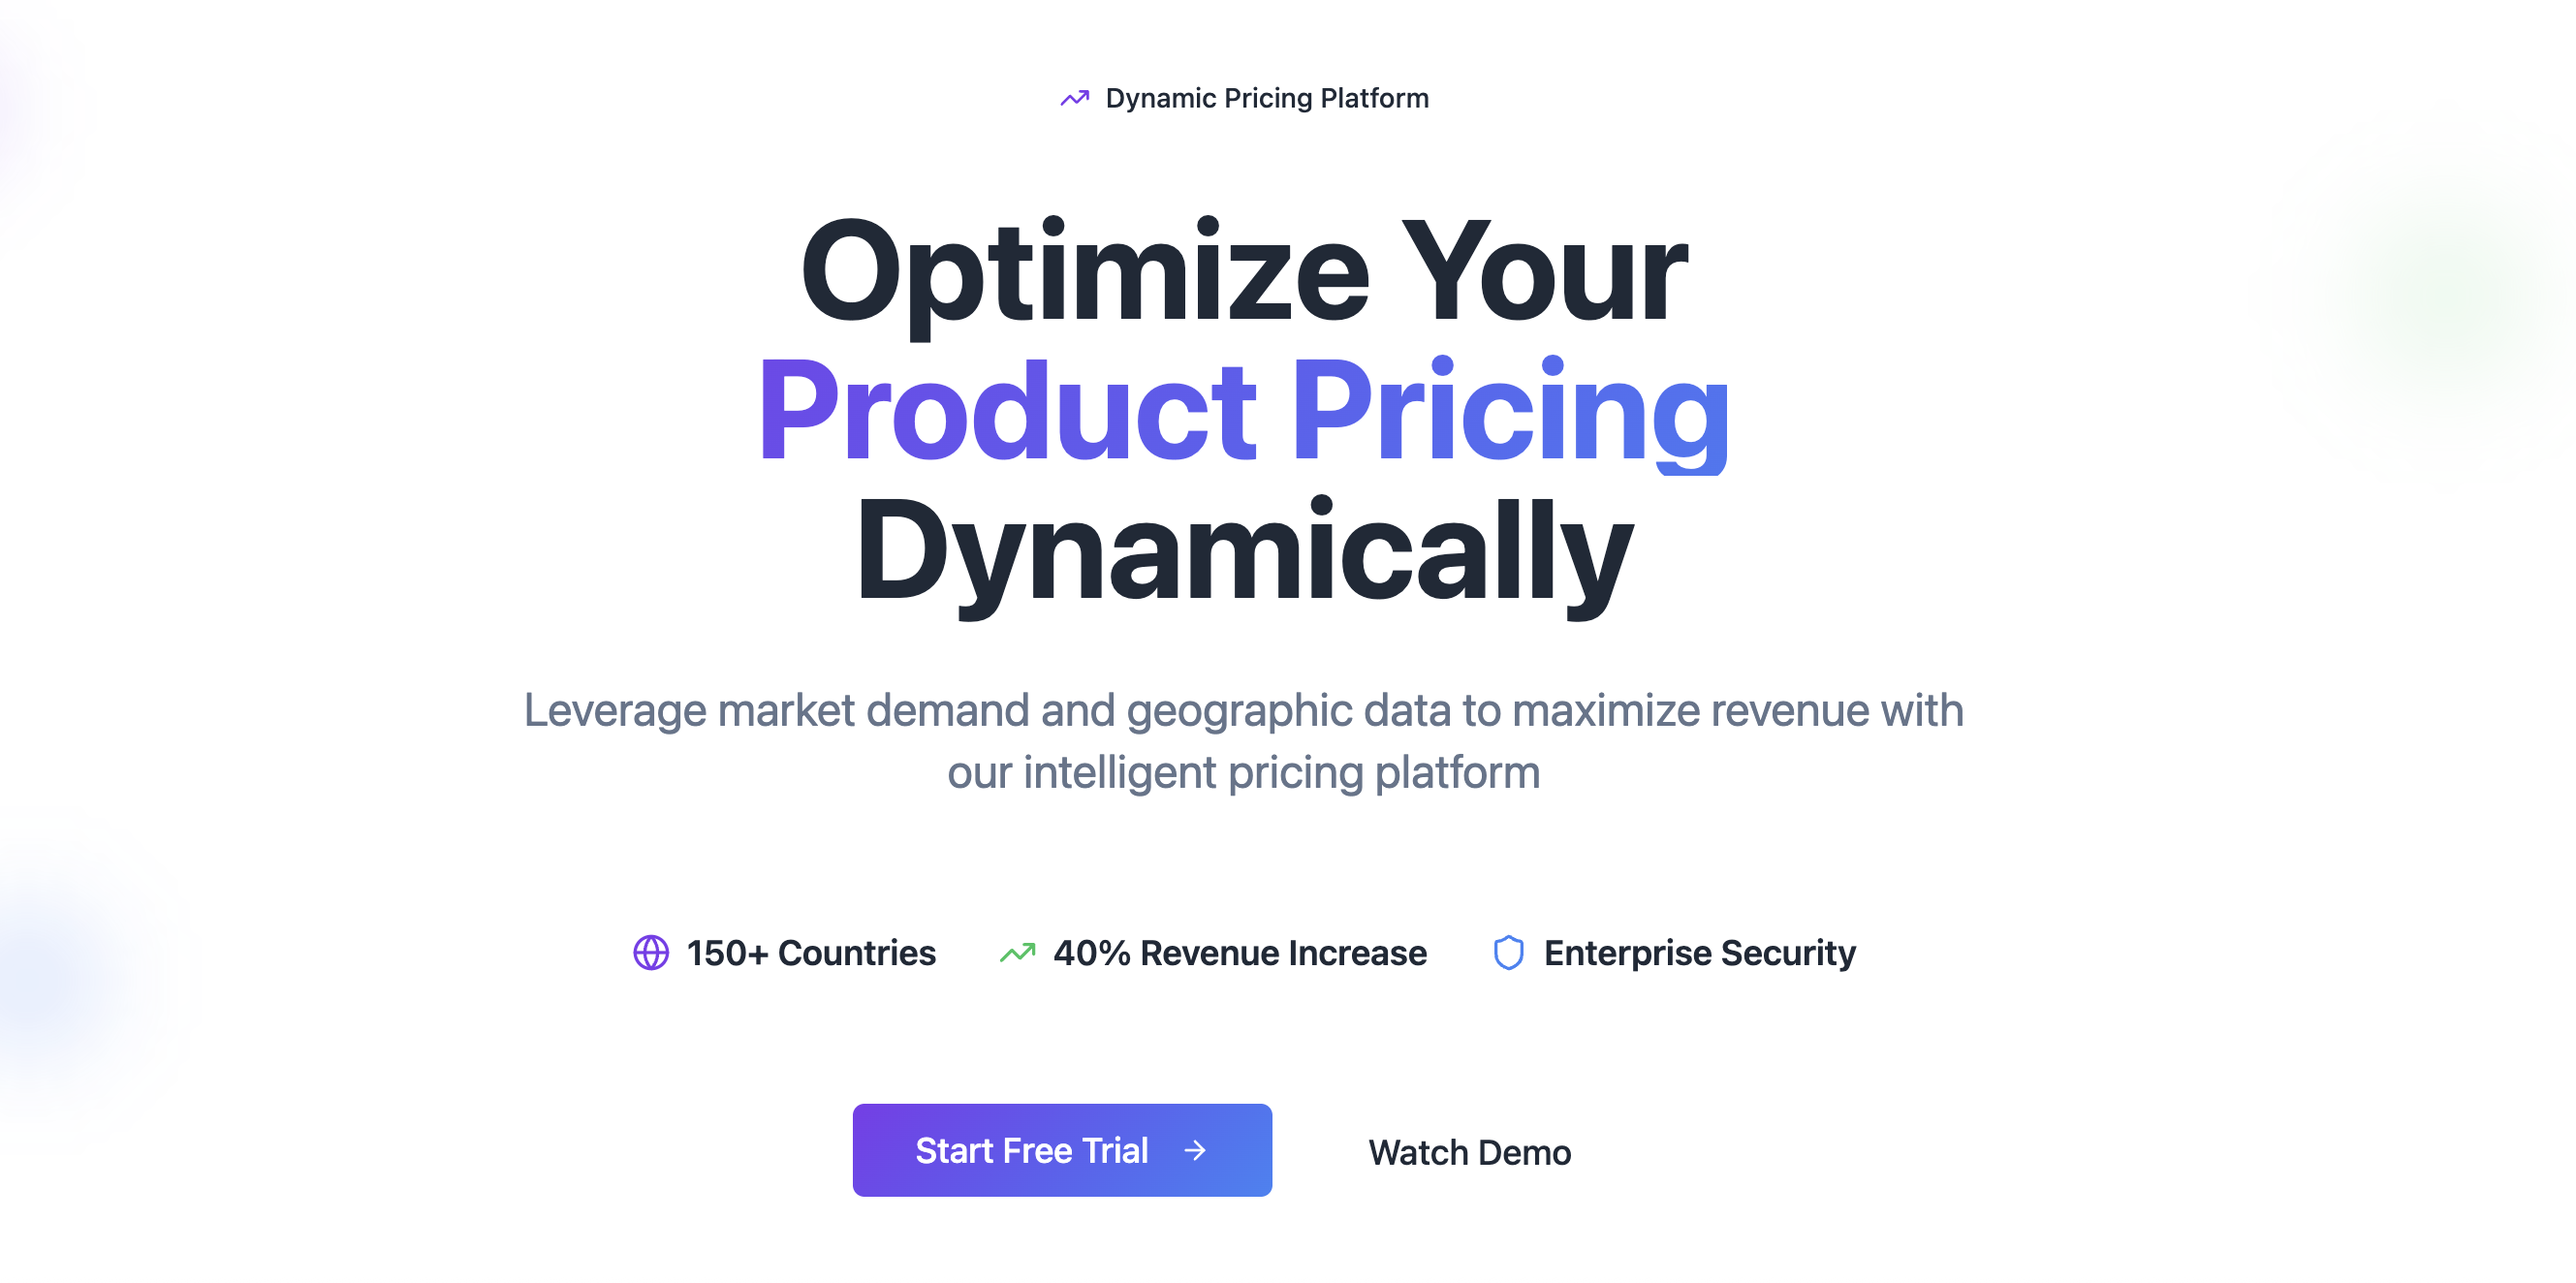 Dynamic Pricing Platform
Optimize Your
Product Pricing
Dynamically
Leverage market demand and geographic data to maximize revenue with
our intelligent pricing platform
150+ Countries 40% Revenue Increase Enterprise Security
Start Free Trial → Watch Demo